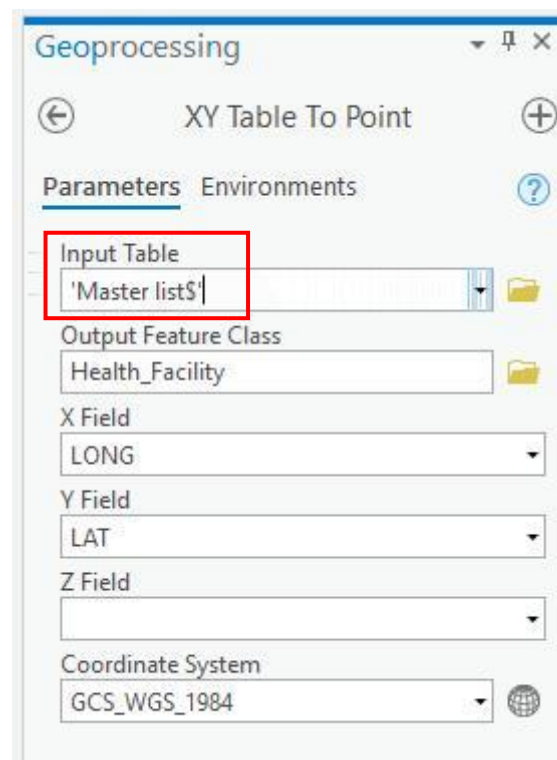 Geoprocessing
XY Table To Point
Parameters Environments
Input Table
'Master list$'
Output Feature Class
Health_Facility
X Field
LONG
Y Field
LAT
Z Field
Coordinate System
GCS_WGS_1984